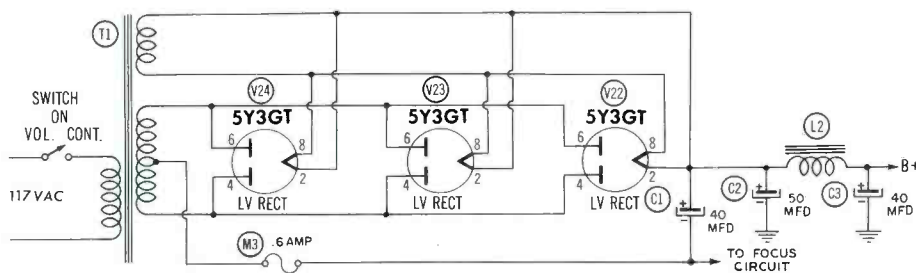 T1
SWITCH
ON
VOL. CONT.
117 VAC
V24
5Y3GT
6
8
4
2
LV RECT
V23
5Y3GT
6
8
4
2
LV RECT
V22
5Y3GT
6
8
4
2
LV RECT
M3
.6 AMP
C1
+
-
40
MFD
L2
B+
C2
+
-
50
MFD
C3
+
-
40
MFD
TO FOCUS
CIRCUIT